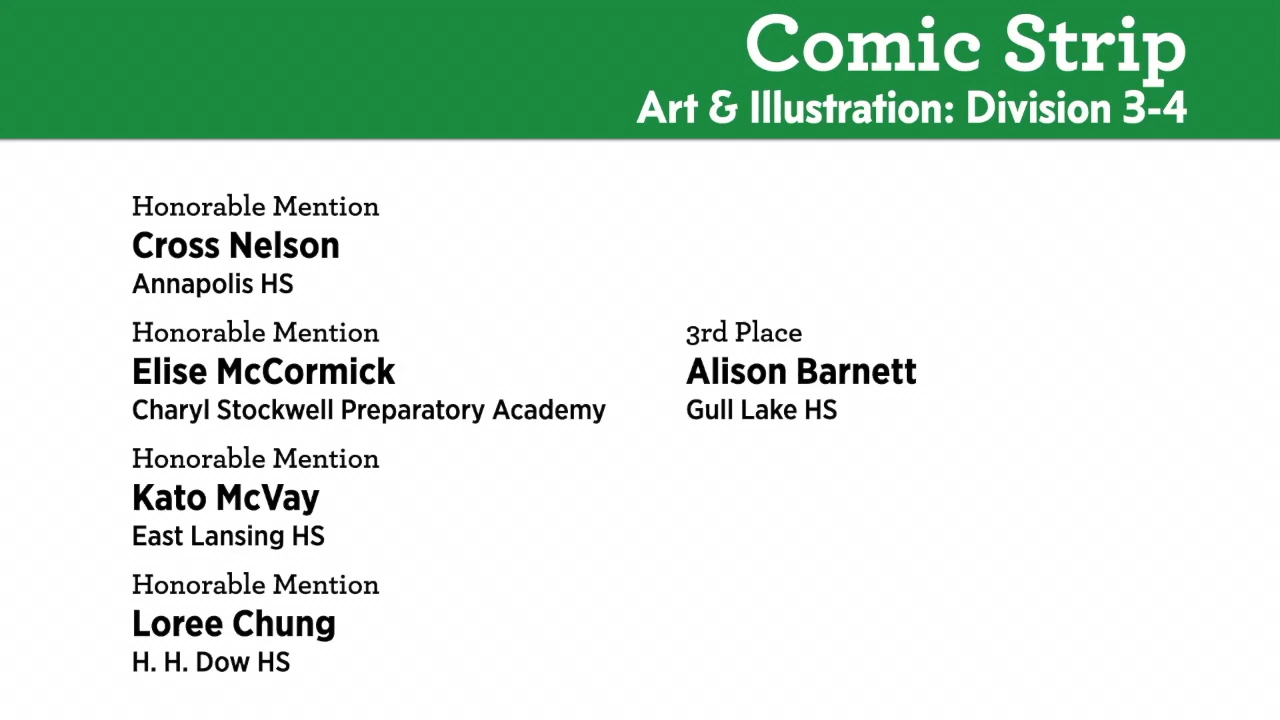 Comic Strip
Art & Illustration: Division 3-4
Honorable Mention
Cross Nelson
Annapolis HS
Honorable Mention
Elise McCormick
Charyl Stockwell Preparatory Academy
Honorable Mention
Kato McVay
East Lansing HS
Honorable Mention
Loree Chung
H. H. Dow HS
3rd Place
Alison Barnett
Gull Lake HS